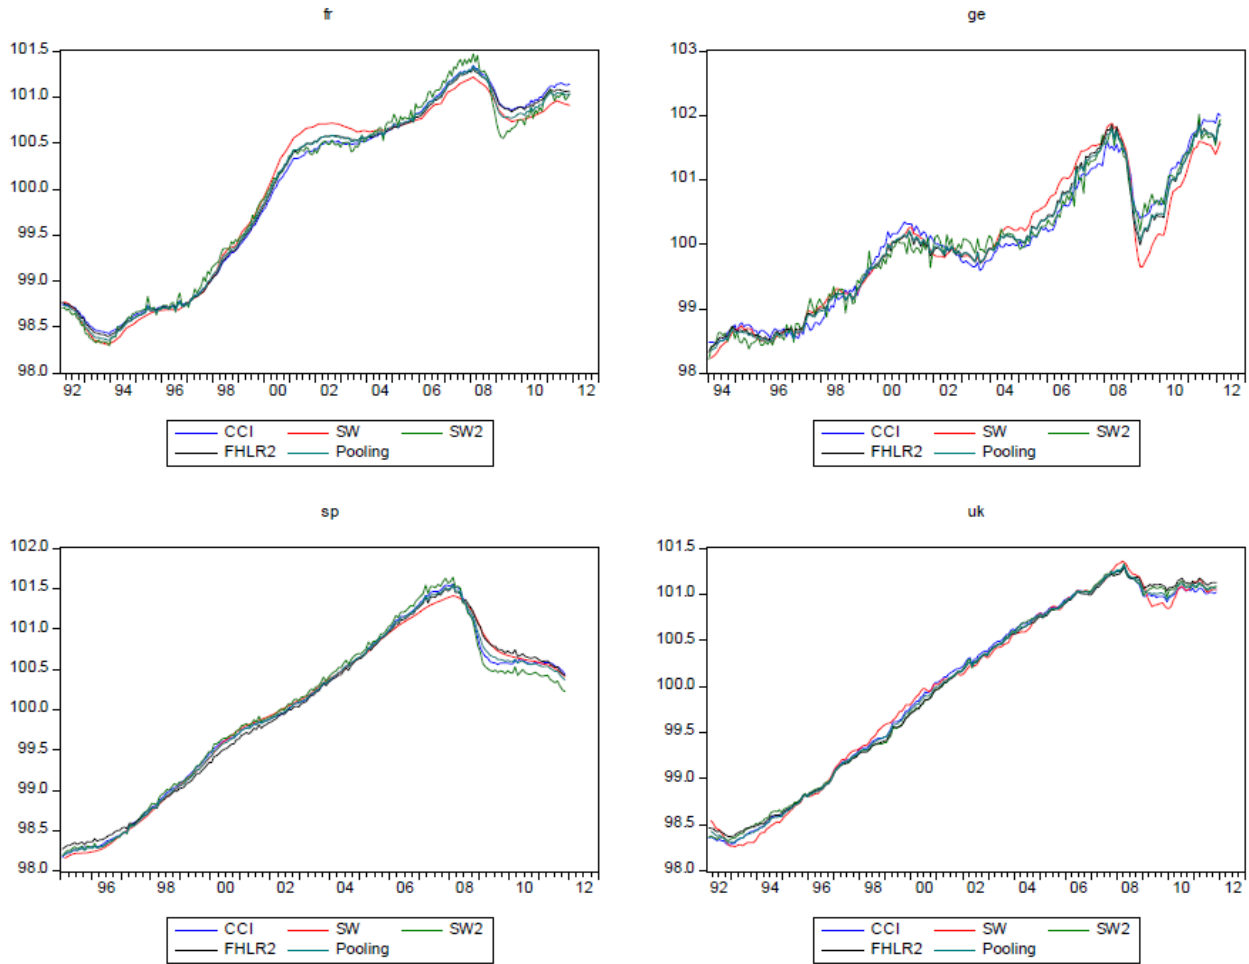 fr
101.5
101.0
100.5
100.0
99.5
99.0
98.5
98.0
92 94 96 98 00 02 04 06 08 10 12
CCI SW SW2
FHLR2 Pooling
ge
103
102
101
100
99
98
94 96 98 00 02 04 06 08 10 12
CCI SW SW2
FHLR2 Pooling
sp
102.0
101.5
101.0
100.5
100.0
99.5
99.0
98.5
98.0
96 98 00 02 04 06 08 10 12
CCI SW SW2
FHLR2 Pooling
uk
101.5
101.0
100.5
100.0
99.5
99.0
98.5
98.0
92 94 96 98 00 02 04 06 08 10 12
CCI SW SW2
FHLR2 Pooling